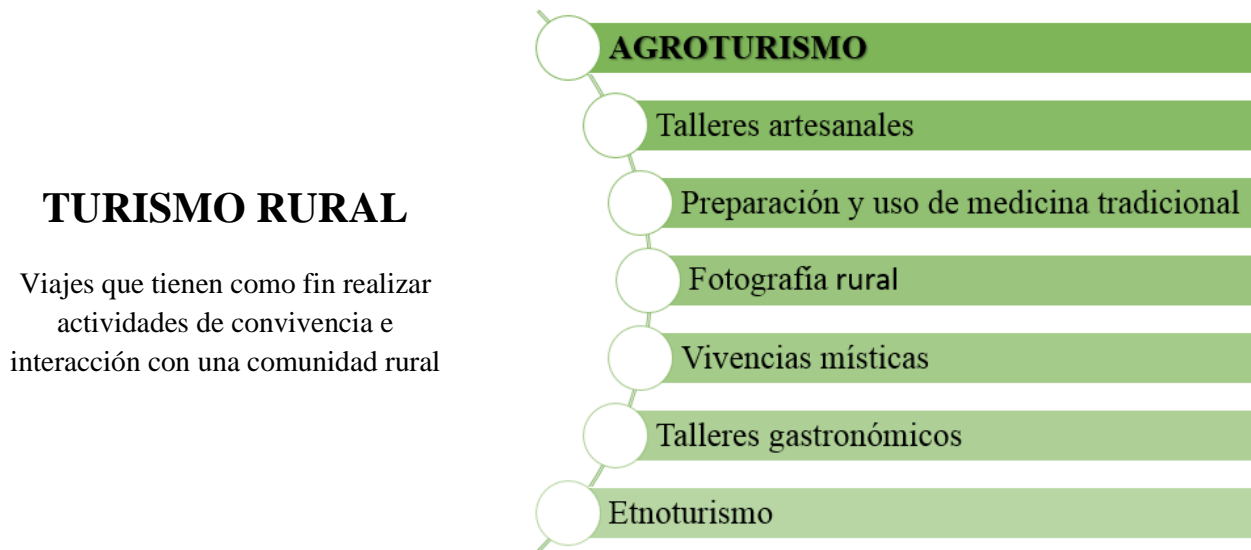 TURISMO RURAL
Viajes que tienen como fin realizar
actividades de convivencia e
interacción con una comunidad rural
AGROTURISMO
Talleres artesanales
Preparación y uso de medicina tradicional
Fotografía rural
Vivencias místicas
Talleres gastronómicos
Etnoturismo